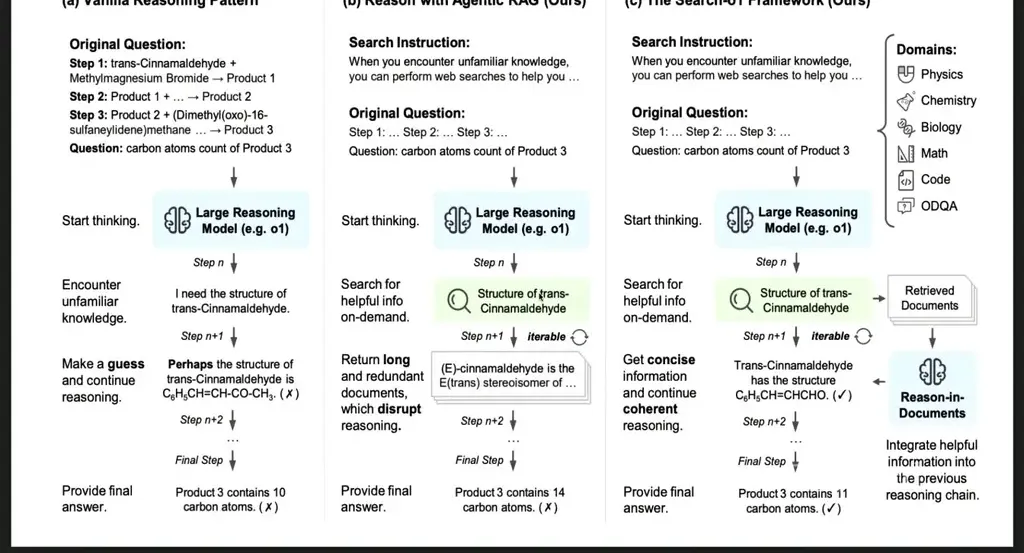 (a) Vanilla Reasoning Pattern
Original Question:
Step 1: trans-Cinnamaldehyde +
Methylmagnesium Bromide → Product 1
Step 2: Product 1 + … → Product 2
Step 3: Product 2 + (Dimethyl(oxo)-16-
sulfaneylidene)methane … → Product 3
Question: carbon atoms count of Product 3
Start thinking.
Large Reasoning
Model (e.g. o1)
Step n
Encounter
unfamiliar
knowledge.
I need the structure of
trans-Cinnamaldehyde.
Step n+1
Make a guess
and continue
reasoning.
Perhaps the structure of
trans-Cinnamaldehyde is
C₆H₅CH=CH-CO-CH₃. (✗)
Step n+2
…
Final Step
Provide final
answer.
Product 3 contains 10
carbon atoms. (✗)
(b) Reason with Agentic RAG (Ours)
Search Instruction:
When you encounter unfamiliar knowledge,
you can perform web searches to help you …
Original Question:
Step 1: … Step 2: … Step 3: …
Question: carbon atoms count of Product 3
Start thinking.
Large Reasoning
Model (e.g. o1)
Step n
Search for
helpful info
on-demand.
Structure of trans-
Cinnamaldehyde
Step n+1
iterable
Return long
and redundant
documents,
which disrupt
reasoning.
(E)-cinnamaldehyde is the
E(trans) stereoisomer of …
Step n+2
…
Final Step
Provide final
answer.
Product 3 contains 14
carbon atoms. (✗)
(c) The Search-o1 Framework (Ours)
Search Instruction:
When you encounter unfamiliar knowledge,
you can perform web searches to help you …
Original Question:
Step 1: … Step 2: … Step 3: …
Question: carbon atoms count of Product 3
Start thinking.
Large Reasoning
Model (e.g. o1)
Step n
Search for
helpful info
on-demand.
Structure of trans-
Cinnamaldehyde
Step n+1
iterable
Get concise
information
and continue
coherent
reasoning.
Trans-Cinnamaldehyde
has the structure
C₆H₅CH=CHCHO. (✓)
Step n+2
…
Final Step
Provide final
answer.
Product 3 contains 11
carbon atoms. (✓)
Domains:
Physics
Chemistry
Biology
Math
Code
ODQA
Retrieved
Documents
Reason-in-
Documents
Integrate helpful
information into
the previous
reasoning chain.